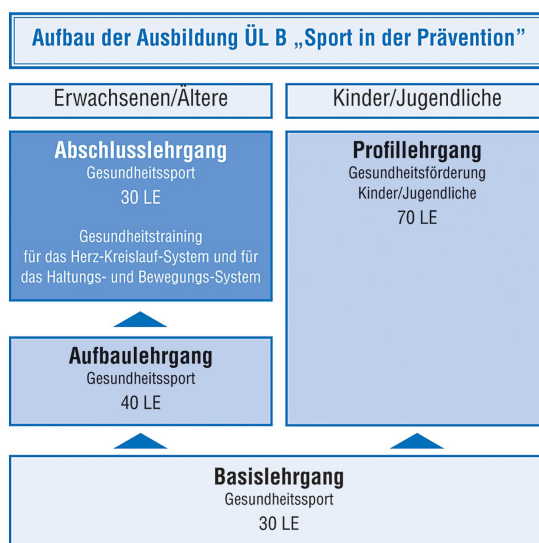 Aufbau der Ausbildung ÜL B „Sport in der Prävention”
Erwachsenen/Ältere
Kinder/Jugendliche
Abschlusslehrgang
Gesundheitssport
30 LE
Gesundheitstraining
für das Herz-Kreislauf-System und für
das Haltungs- und Bewegungs-System
Profillehrgang
Gesundheitsförderung
Kinder/Jugendliche
70 LE
Aufbaulehrgang
Gesundheitssport
40 LE
Basislehrgang
Gesundheitssport
30 LE